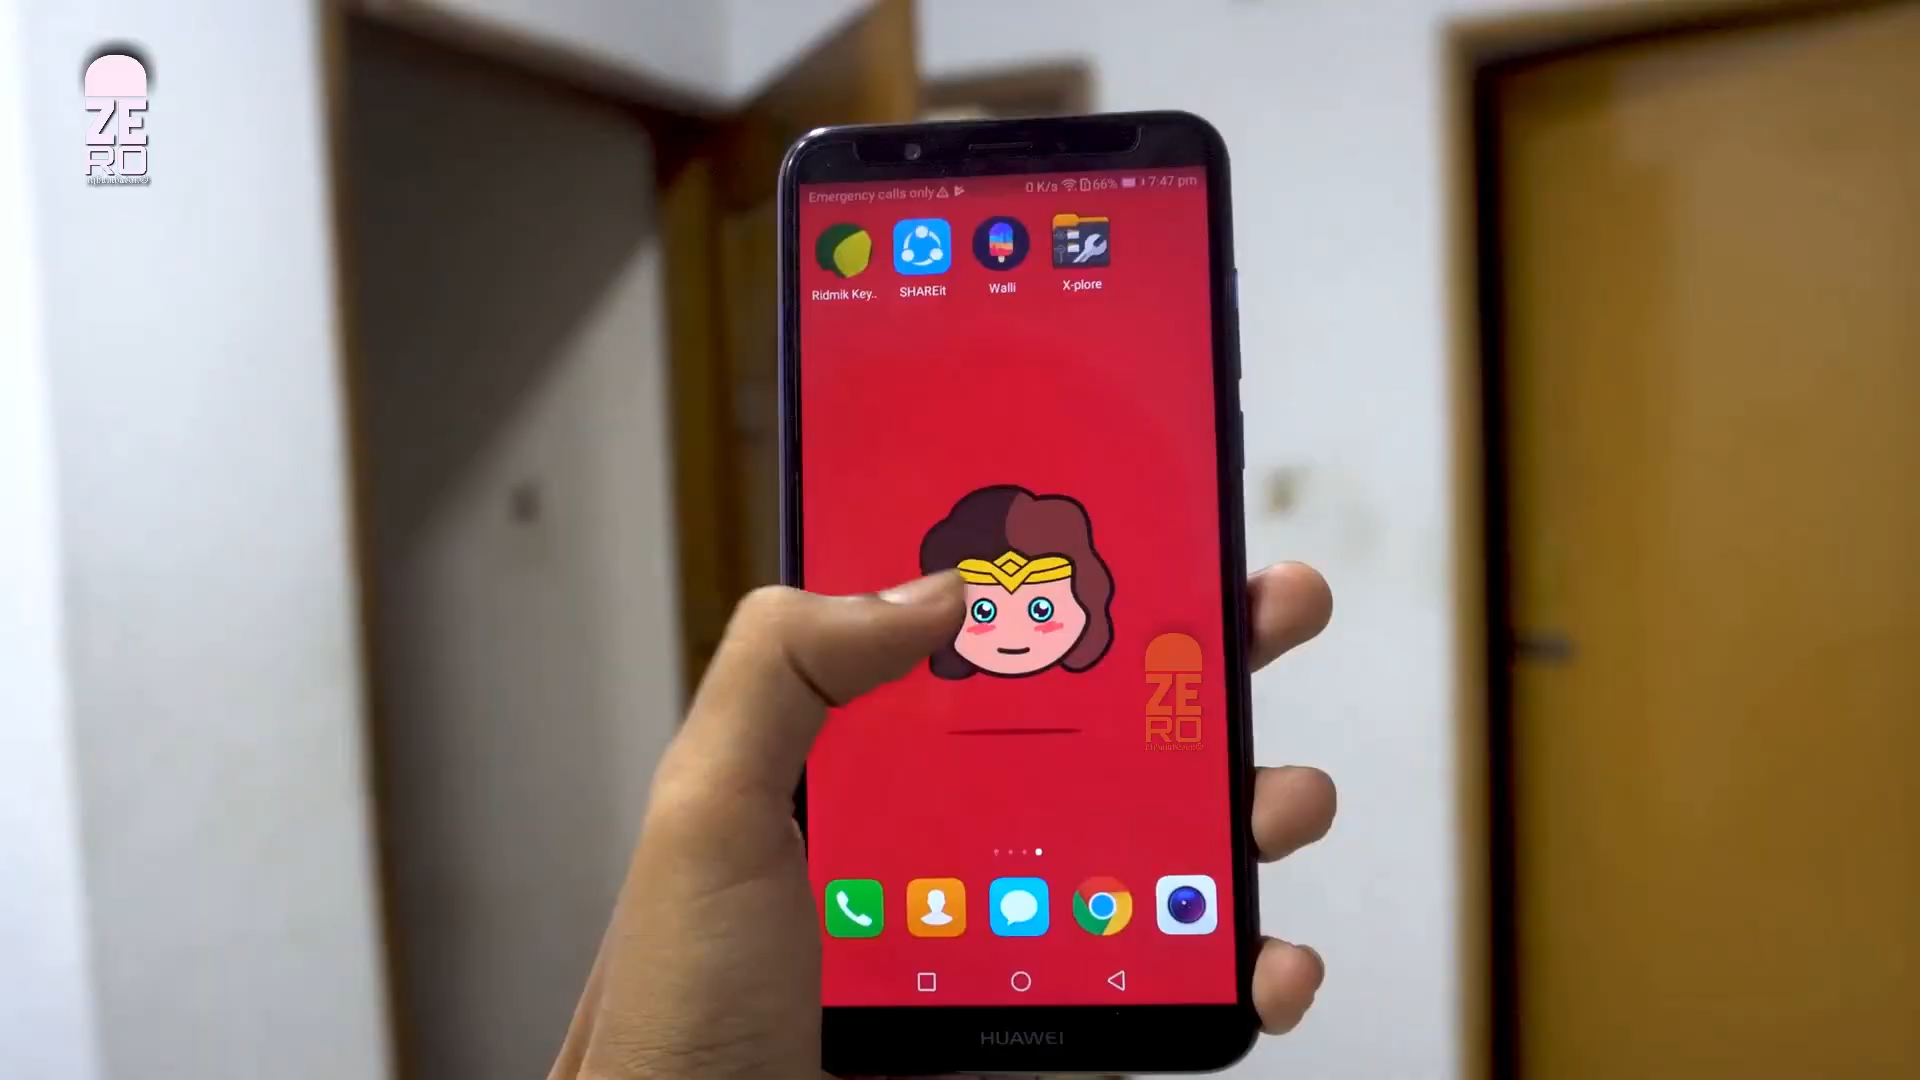 ZE
RO
Emergency calls only
0 K/s 66% 7:47 pm
Ridmik Key..
SHAREit
Walli
X-plore
ZE
RO
HUAWEI